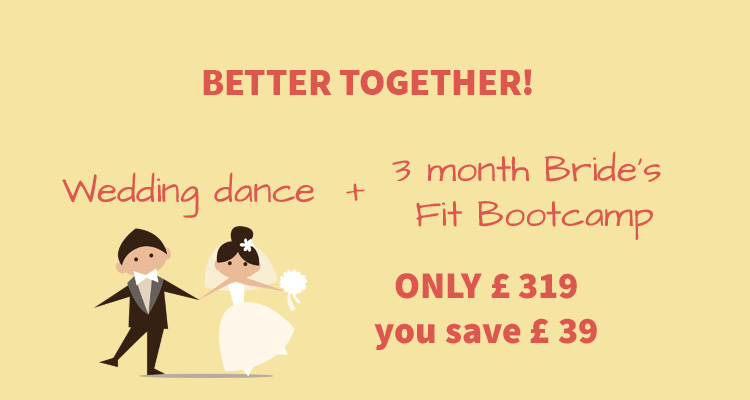 BETTER TOGETHER!
Wedding dance + 3 month Bride's
Fit Bootcamp
ONLY £ 319
you save £ 39